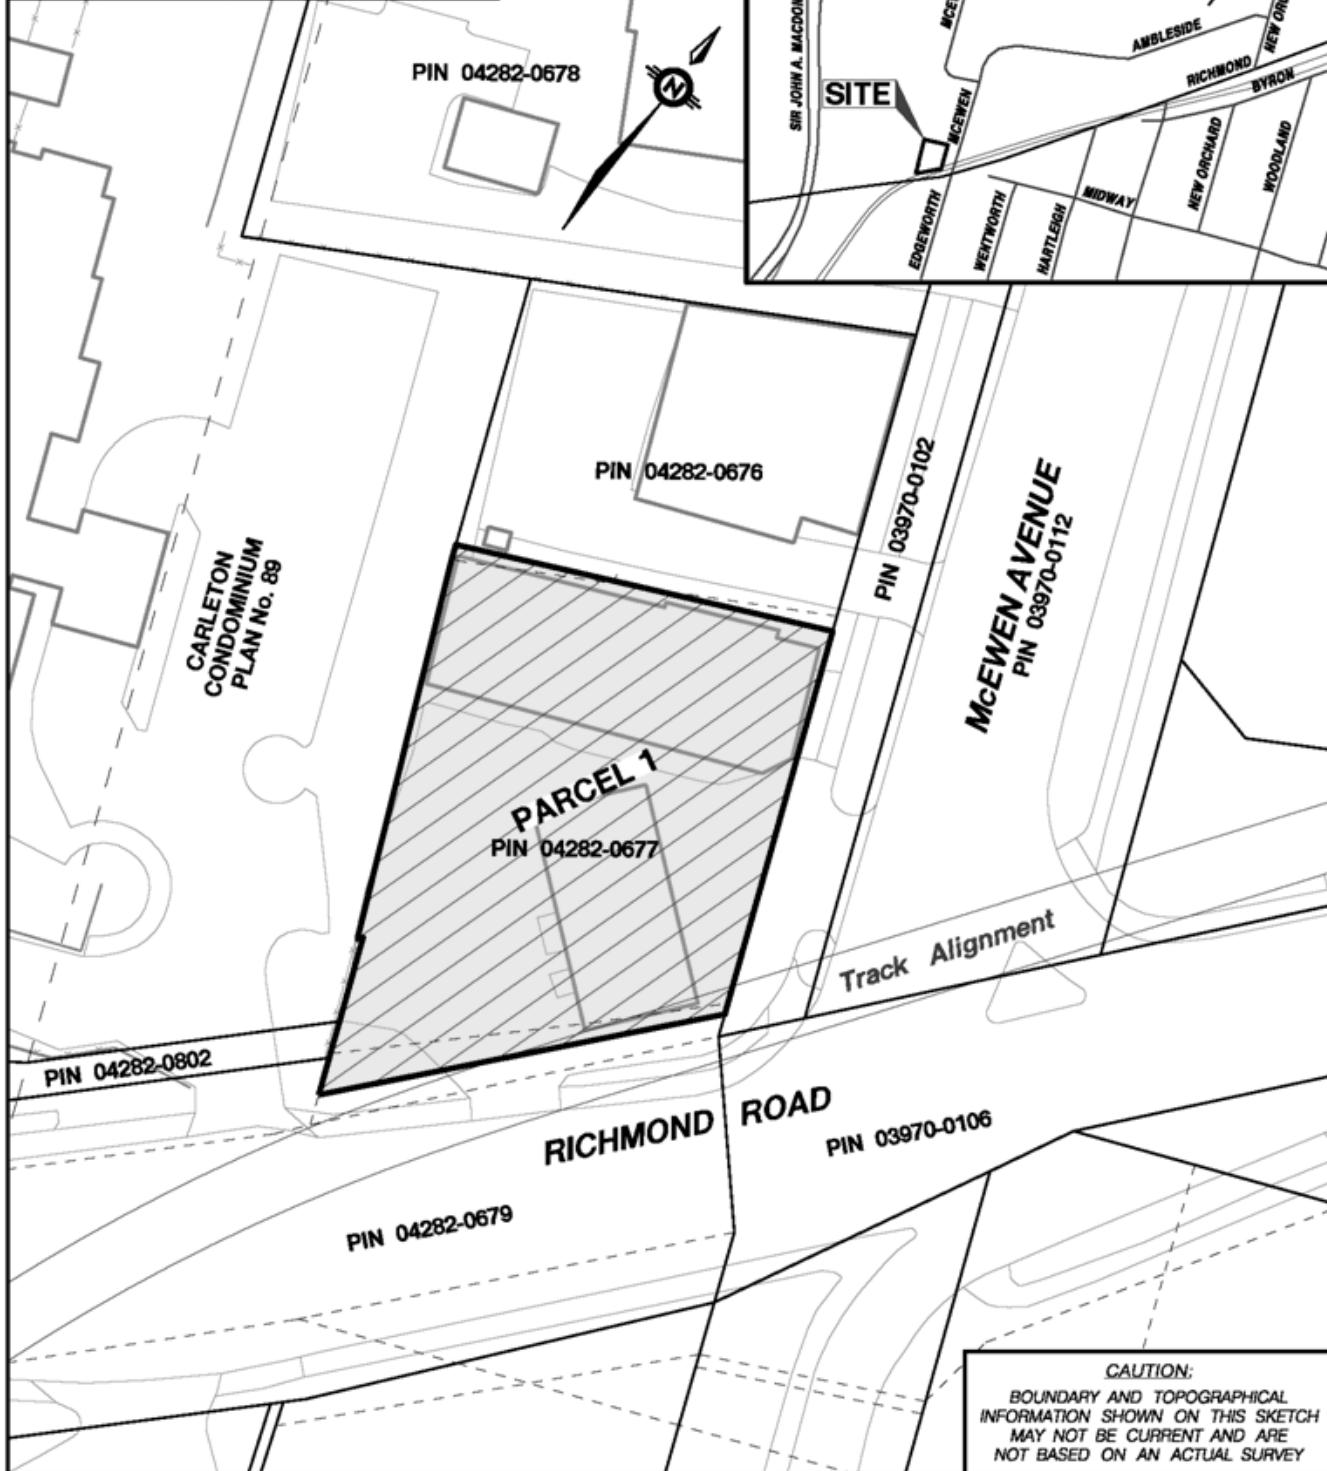 PIN 04282-0678
N
SIR JOHN A. MACDON
AMBLESIDE
RICHMOND
BYRON
SITE
MCEWEN
NEW ORCHARD
WOODLAND
MIDWAY
EDGEWORTH
WENTWORTH
HARTLEIGH
PIN 04282-0676
PIN 03970-0102
McEWEN AVENUE
PIN 03970-0112
CARLETON
CONDOMINIUM
PLAN No. 89
PARCEL 1
PIN 04282-0677
Track Alignment
PIN 04282-0802
RICHMOND ROAD
PIN 03970-0106
PIN 04282-0679
CAUTION:
BOUNDARY AND TOPOGRAPHICAL
INFORMATION SHOWN ON THIS SKETCH
MAY NOT BE CURRENT AND ARE
NOT BASED ON AN ACTUAL SURVEY